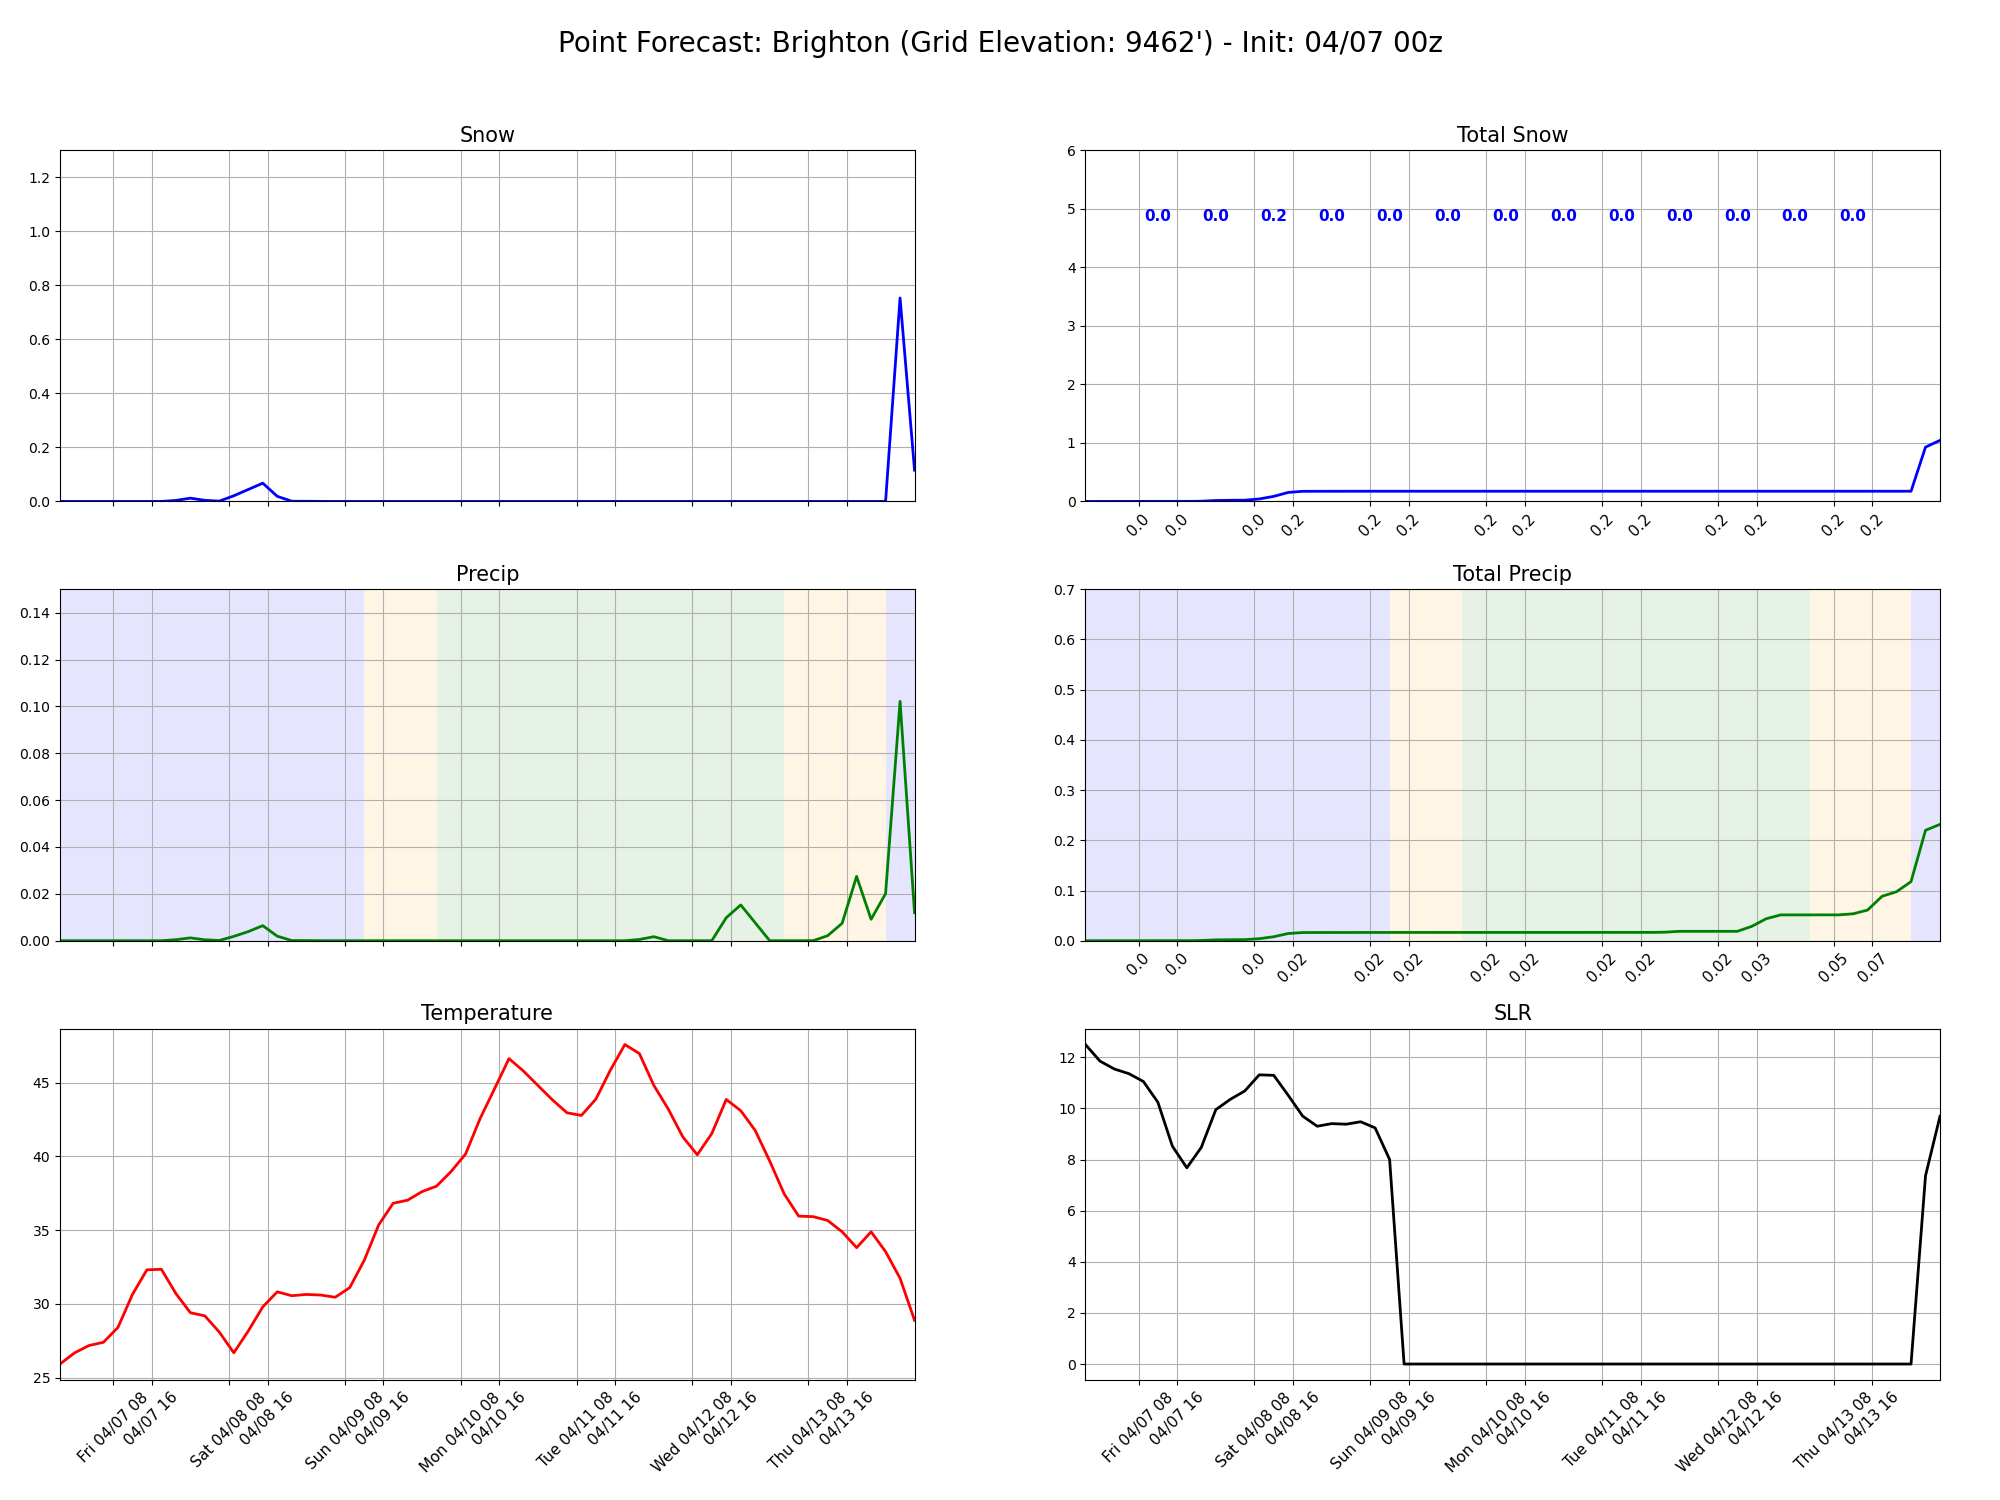 Point Forecast: Brighton (Grid Elevation: 9462') - Init: 04/07 00z
Snow
1.2
1.0
0.8
0.6
0.4
0.2
0.0
Total Snow
6
5
4
3
2
1
0
0.0 0.0 0.2 0.0 0.0 0.0 0.0 0.0 0.0 0.0 0.0 0.0 0.0
0.0 0.0 0.0 0.2 0.2 0.2 0.2 0.2 0.2 0.2 0.2 0.2 0.2 0.2
Precip
0.14
0.12
0.10
0.08
0.06
0.04
0.02
0.00
Total Precip
0.7
0.6
0.5
0.4
0.3
0.2
0.1
0.0
0.0 0.0 0.0 0.02 0.02 0.02 0.02 0.02 0.02 0.02 0.02 0.03 0.05 0.07
Temperature
45
40
35
30
25
Fri 04/07 08
04/07 16
Sat 04/08 08
04/08 16
Sun 04/09 08
04/09 16
Mon 04/10 08
04/10 16
Tue 04/11 08
04/11 16
Wed 04/12 08
04/12 16
Thu 04/13 08
04/13 16
SLR
12
10
8
6
4
2
0
Fri 04/07 08
04/07 16
Sat 04/08 08
04/08 16
Sun 04/09 08
04/09 16
Mon 04/10 08
04/10 16
Tue 04/11 08
04/11 16
Wed 04/12 08
04/12 16
Thu 04/13 08
04/13 16